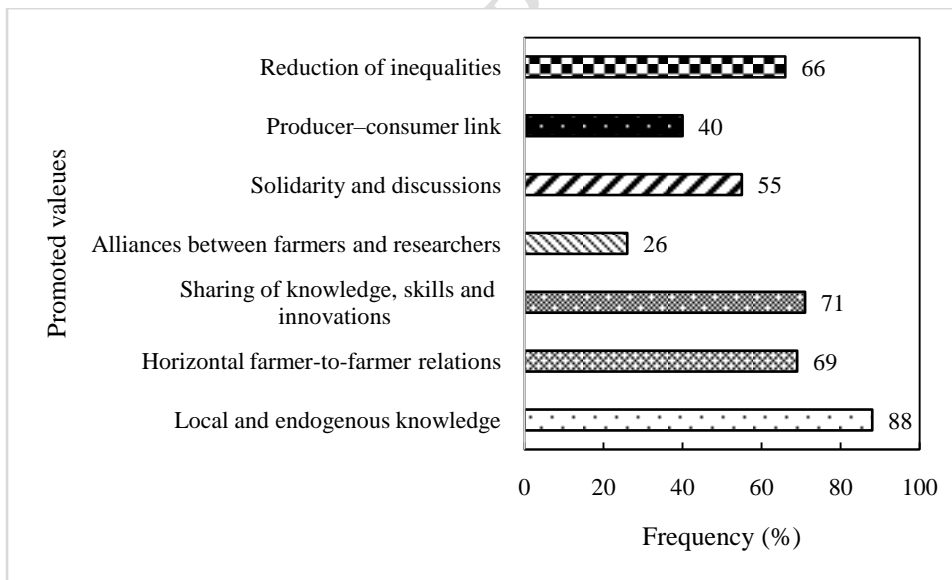 Reduction of inequalities 66
Producer–consumer link 40
Solidarity and discussions 55
Alliances between farmers and researchers 26
Sharing of knowledge, skills and
innovations 71
Horizontal farmer-to-farmer relations 69
Local and endogenous knowledge 88
Promoted valeues
0 20 40 60 80 100
Frequency (%)